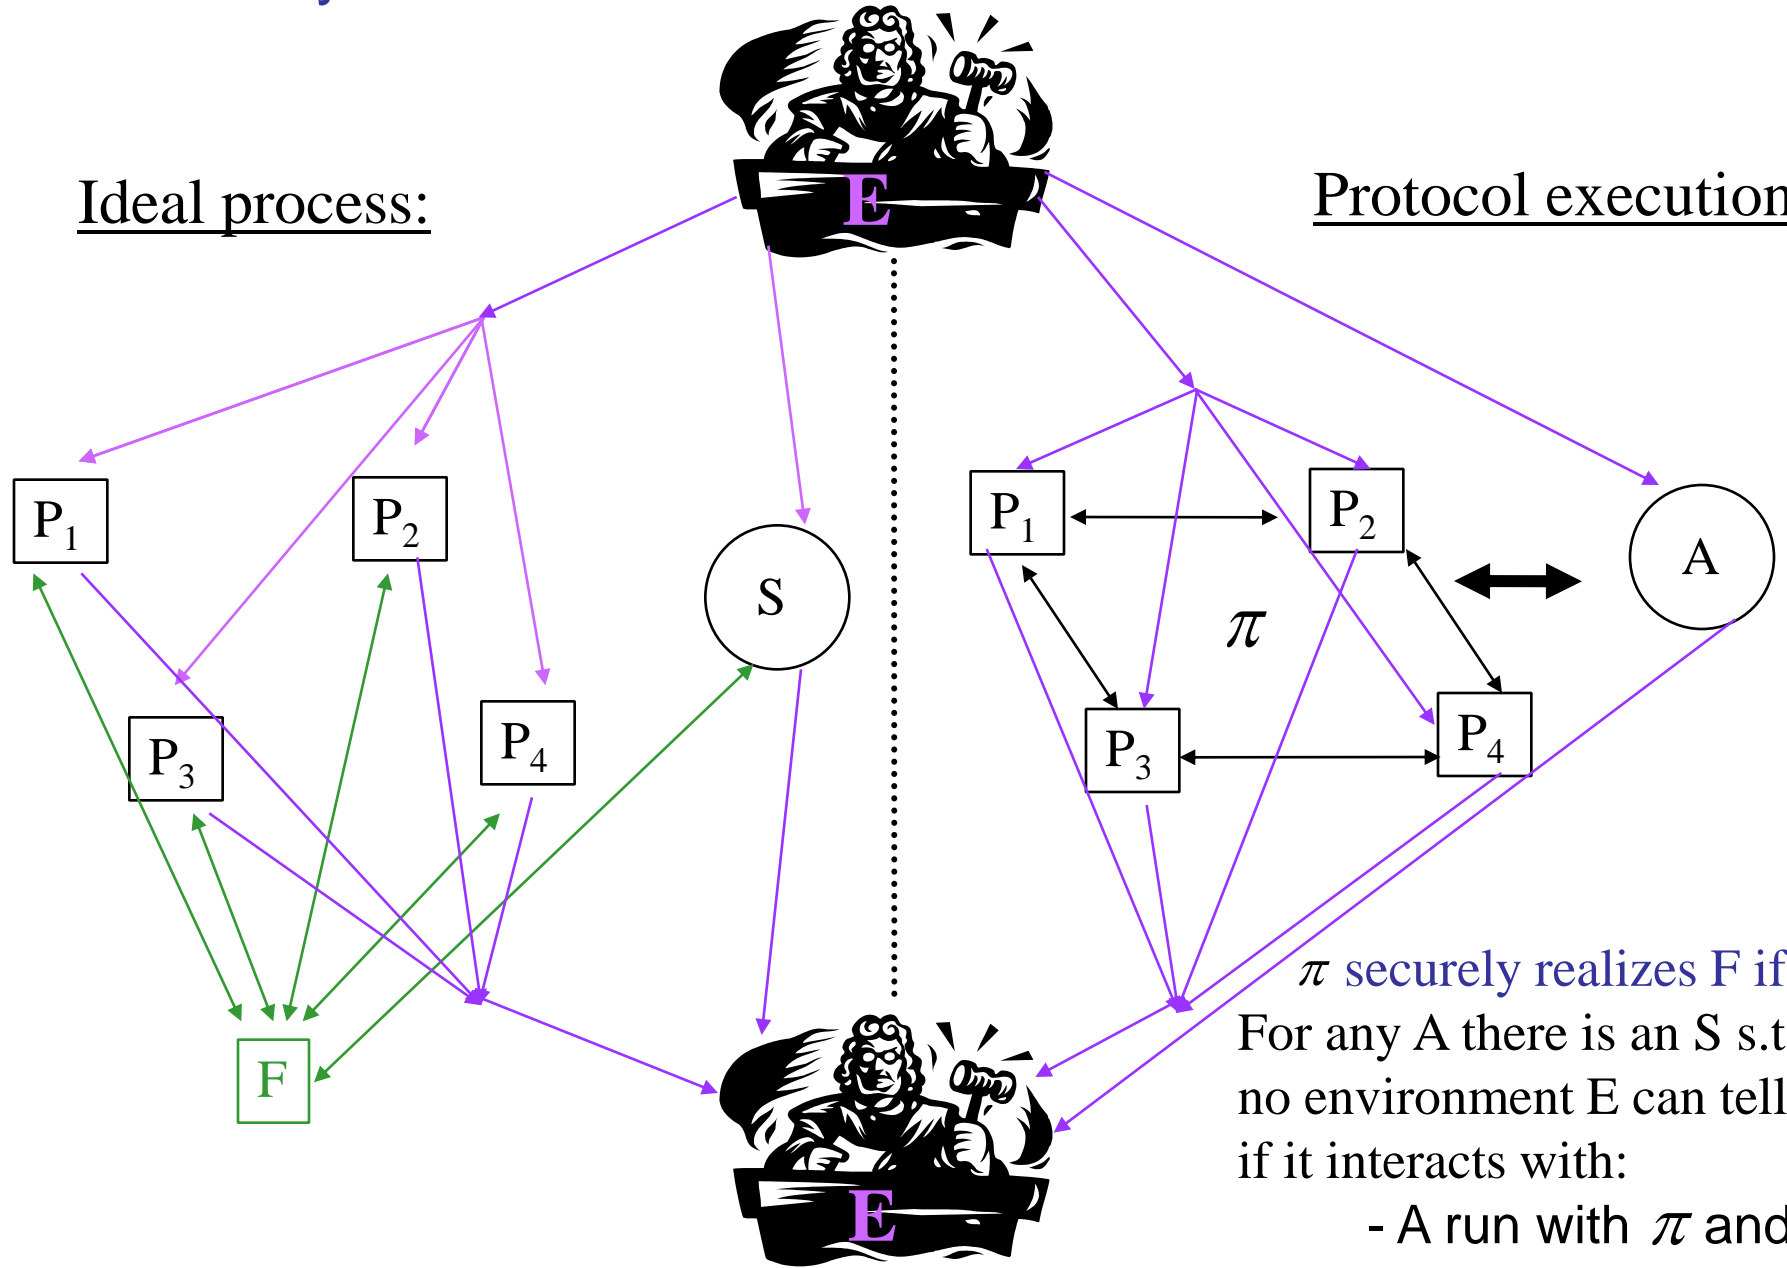 E
Ideal process:
Protocol execution
P1
P2
S
P1
P2
A
π
P3
P4
P3
P4
F
E
π securely realizes F if
For any A there is an S s.t
no environment E can tell
if it interacts with:
- A run with π and